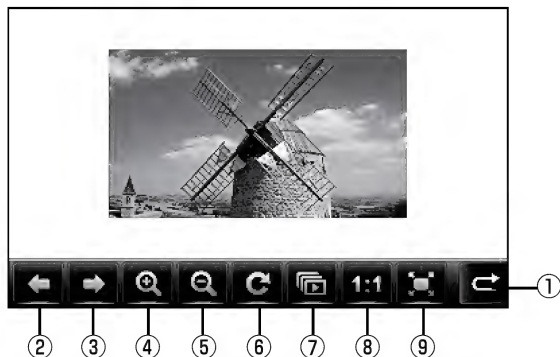 1:1
①
② ③ ④ ⑤ ⑥ ⑦ ⑧ ⑨